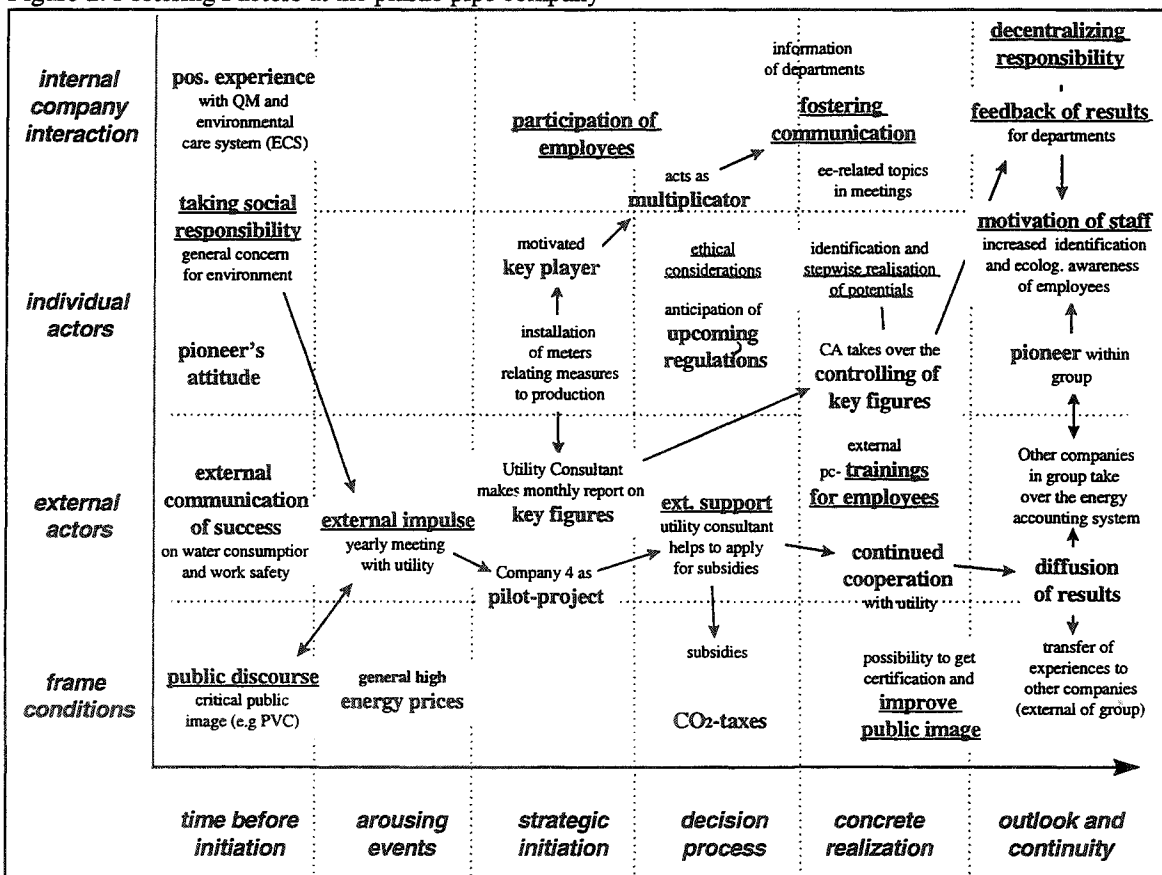 Figure 2: Fostering Factors at the plastic pipe company
internal
company
interaction
pos. experience
with QM and
environmental
care system (ECS)
participation of
employees
acts as
multiplicator
information
of departments
fostering
communication
ee-related topics
in meetings
decentralizing
responsibility
feedback of results
for departments
individual
actors
taking social
responsibility
general concern
for environment
pioneer's
attitude
motivated
key player
installation
of meters
relating measures
to production
ethical
considerations
anticipation of
upcoming
regulations
identification and
stepwise realisation
of potentials
CA takes over the
controlling of
key figures
motivation of staff
increased identification
and ecolog. awareness
of employees
pioneer within
group
external
actors
external
communication
of success
on water consumptior
and work safety
external impulse
yearly meeting
with utility
Utility Consultant
makes monthly report on
key figures
Company 4 as
pilot-project
ext. support
utility consultant
helps to apply
for subsidies
external
pc- trainings
for employees
continued
cooperation
with utility
Other companies
in group take
over the energy
accounting system
diffusion
of results
frame
conditions
public discourse
critical public
image (e.g PVC)
general high
energy prices
subsidies
CO2-taxes
possibility to get
certification and
improve
public image
transfer of
experiences to
other companies
(external of group)
time before
initiation
arousing
events
strategic
initiation
decision
process
concrete
realization
outlook and
continuity